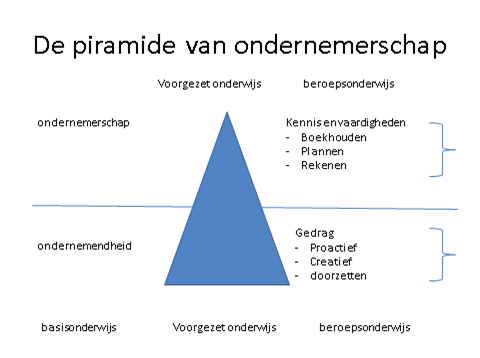 De piramide van ondernemerschap
Voorgezet onderwijs beroepsonderwijs
ondernemerschap
Kennis en vaardigheden
- Boekhouden
- Plannen
- Rekenen
ondernemendheid
Gedrag
- Proactief
- Creatief
- doorzetten
basisonderwijs Voorgezet onderwijs beroepsonderwijs